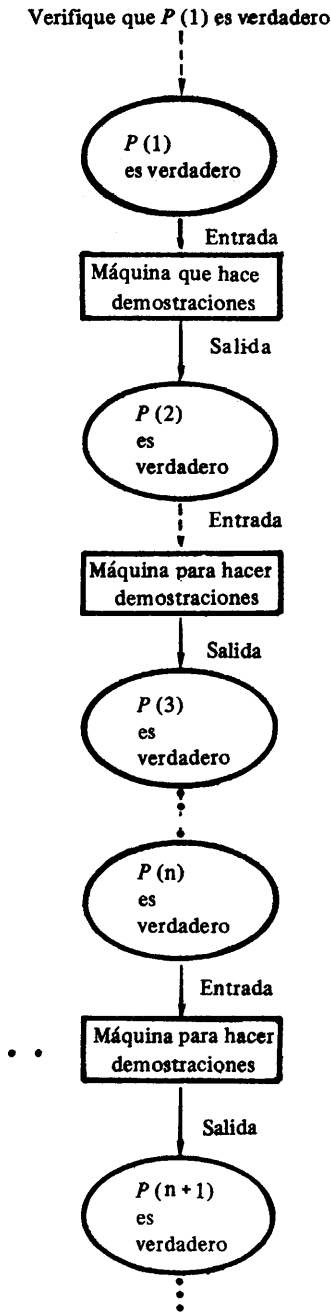 Verifique que P (1) es verdadero
P (1)
es verdadero
Entrada
Máquina que hace
demostraciones
Salida
P (2)
es
verdadero
Entrada
Máquina para hacer
demostraciones
Salida
P (3)
es
verdadero
P (n)
es
verdadero
Entrada
Máquina para hacer
demostraciones
Salida
P (n + 1)
es
verdadero